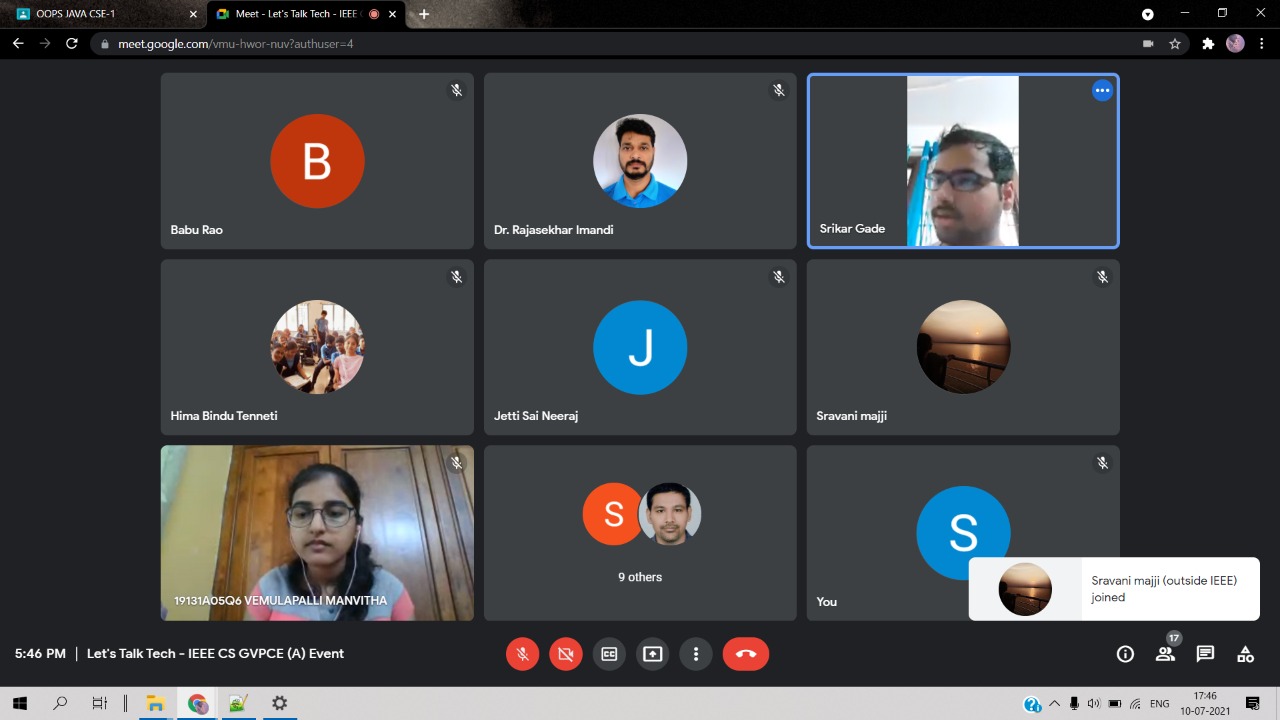 OOPS JAVA CSE-1
Meet - Let's Talk Tech - IEEE C
meet.google.com/vmu-hwor-nuv?authuser=4
B
Babu Rao
Dr. Rajasekhar Imandi
Srikar Gade
Hima Bindu Tenneti
J
Jetti Sai Neeraj
Sravani majji
19131A05Q6 VEMULAPALLI MANVITHA
S
9 others
S
You
Sravani majji (outside IEEE)
joined
5:46 PM | Let's Talk Tech - IEEE CS GVPCE (A) Event
CC
17
ENG
17:46
10-07-2021